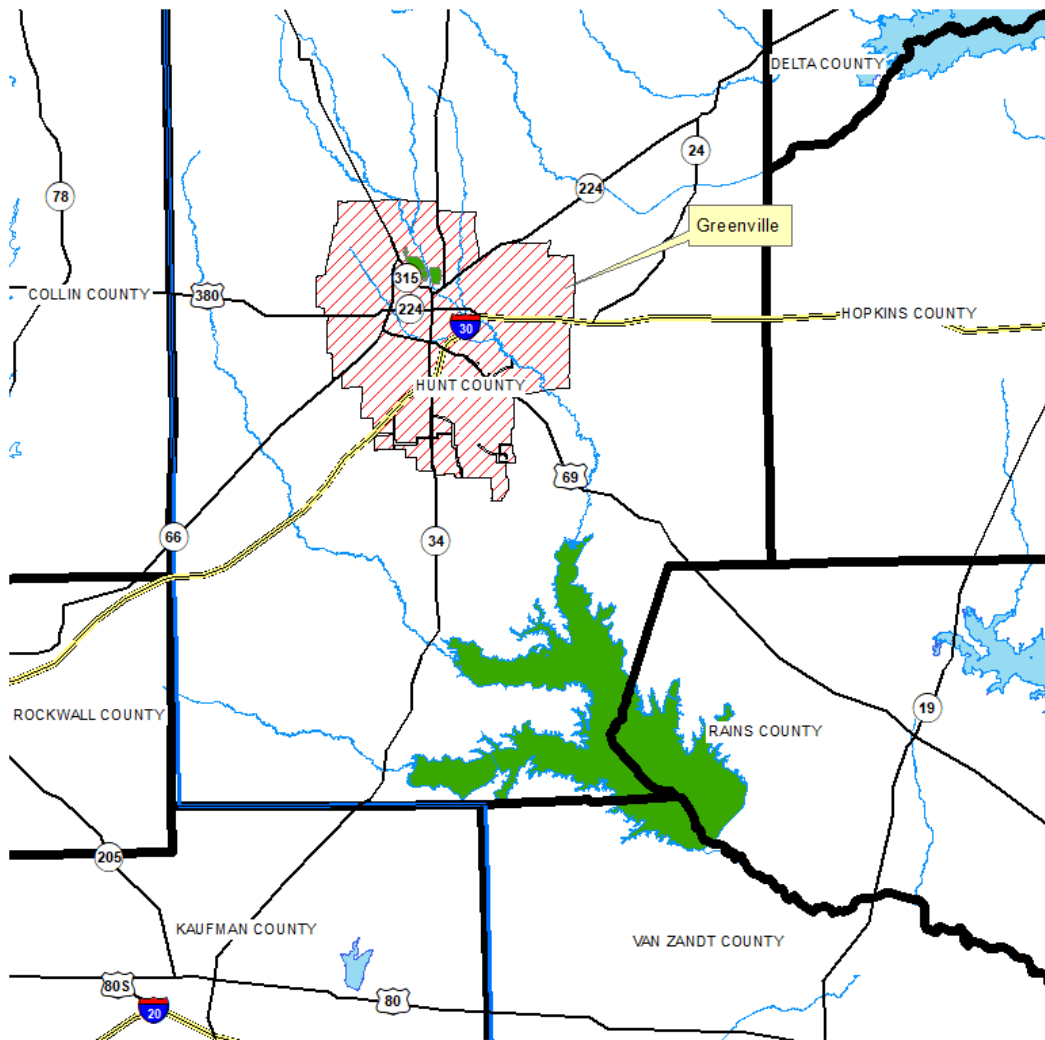 DELTA COUNTY
24
224
78
Greenville
315
COLLIN COUNTY
380
224
30
HOPKINS COUNTY
HUNT COUNTY
69
66
34
ROCKWALL COUNTY
19
RAINS COUNTY
205
KAUFMAN COUNTY
VAN ZANDT COUNTY
80S
80
20